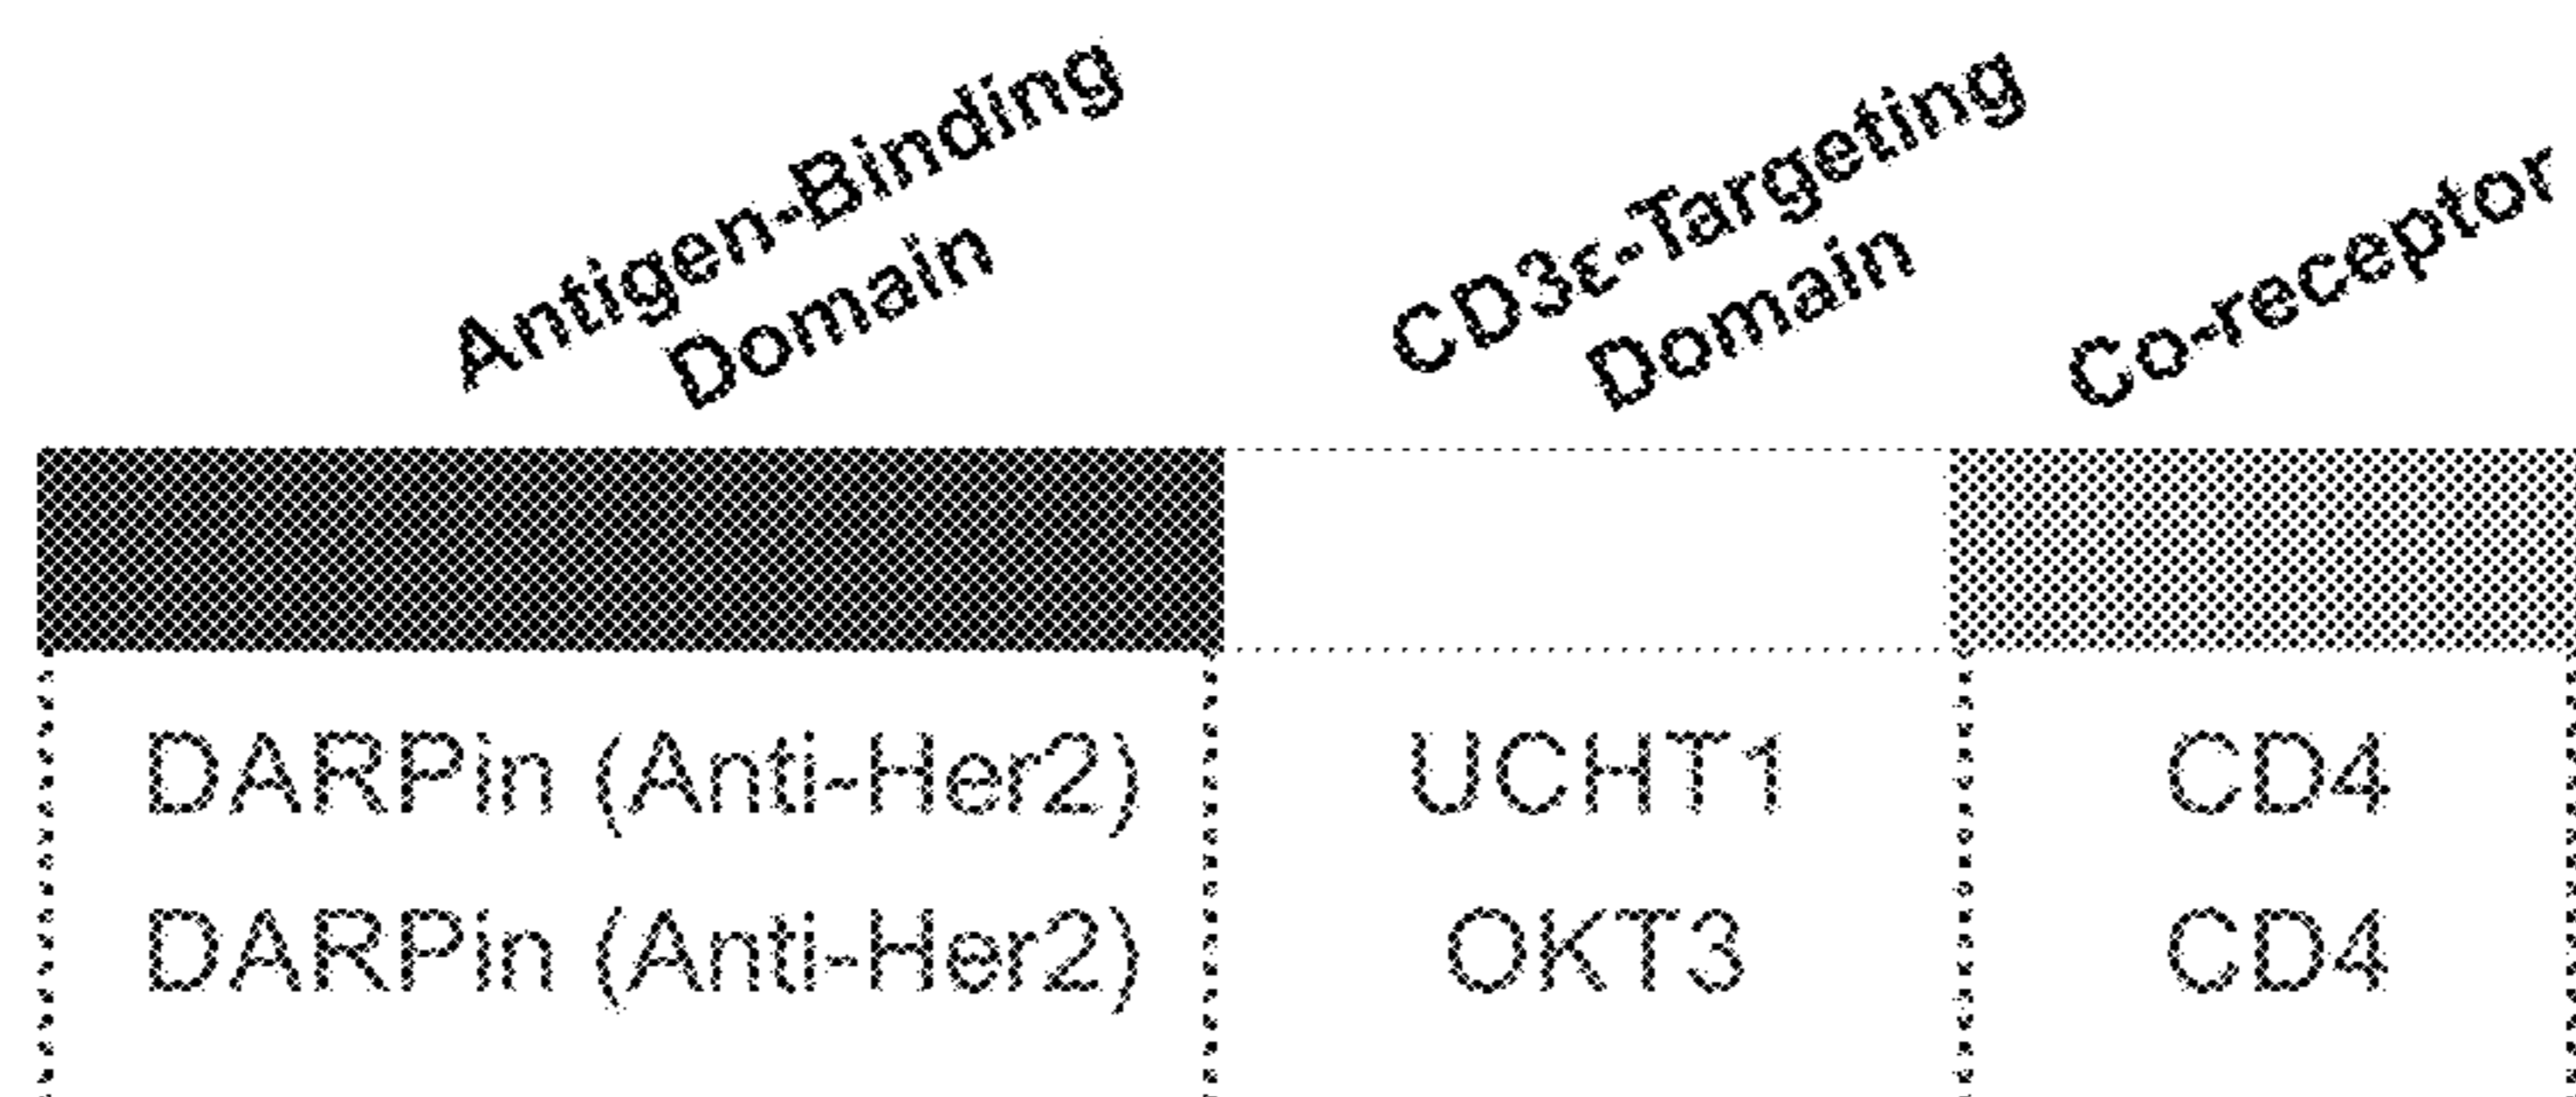 Antigen-Binding
Domain
CD3ε-Targeting
Domain
Co-receptor
DARPin (Anti-Her2) UCHT1 CD4
DARPin (Anti-Her2) OKT3 CD4